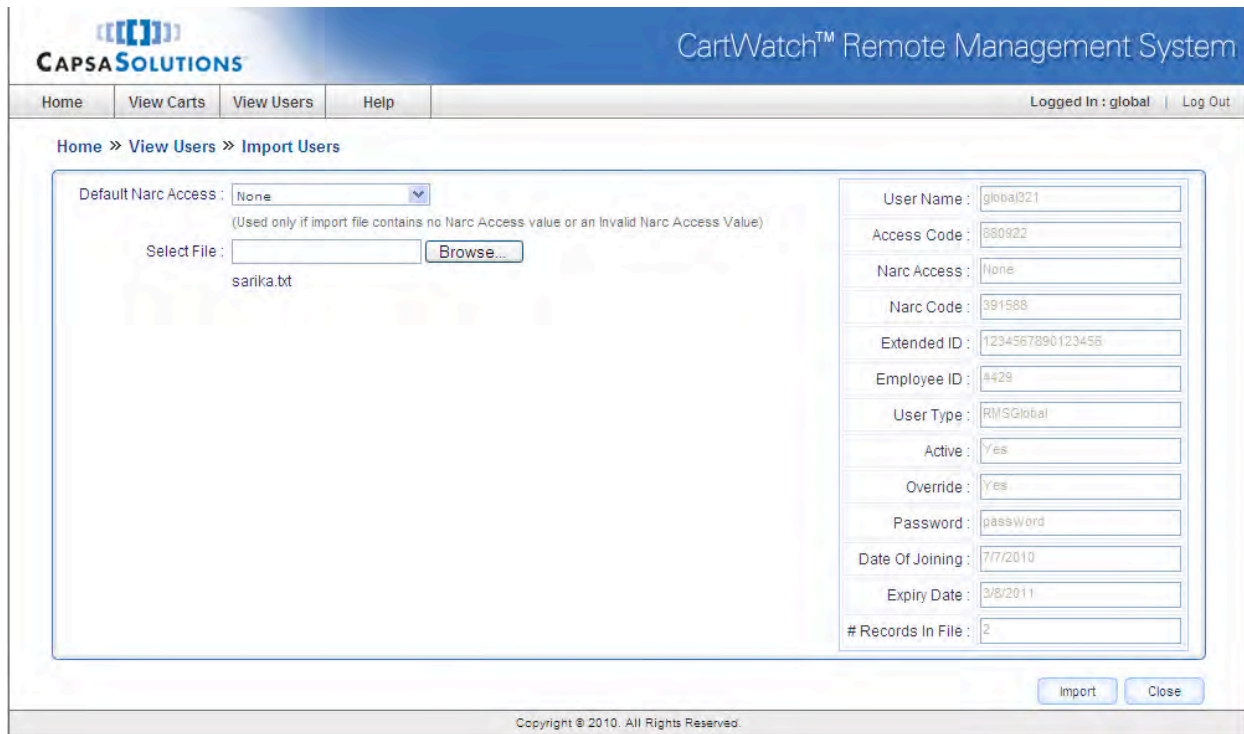 CAPSA SOLUTIONS
CartWatch™ Remote Management System
Home View Carts View Users Help Logged In : global | Log Out
Home » View Users » Import Users
Default Narc Access : None
(Used only if import file contains no Narc Access value or an Invalid Narc Access Value)
Select File : Browse...
sarika.txt
User Name : global321
Access Code : 880922
Narc Access : None
Narc Code : 391588
Extended ID : 1234567890123456
Employee ID : 4429
User Type : RMSGlobal
Active : Yes
Override : Yes
Password : password
Date Of Joining : 7/7/2010
Expiry Date : 3/8/2011
# Records In File : 2
Import Close
Copyright © 2010. All Rights Reserved.